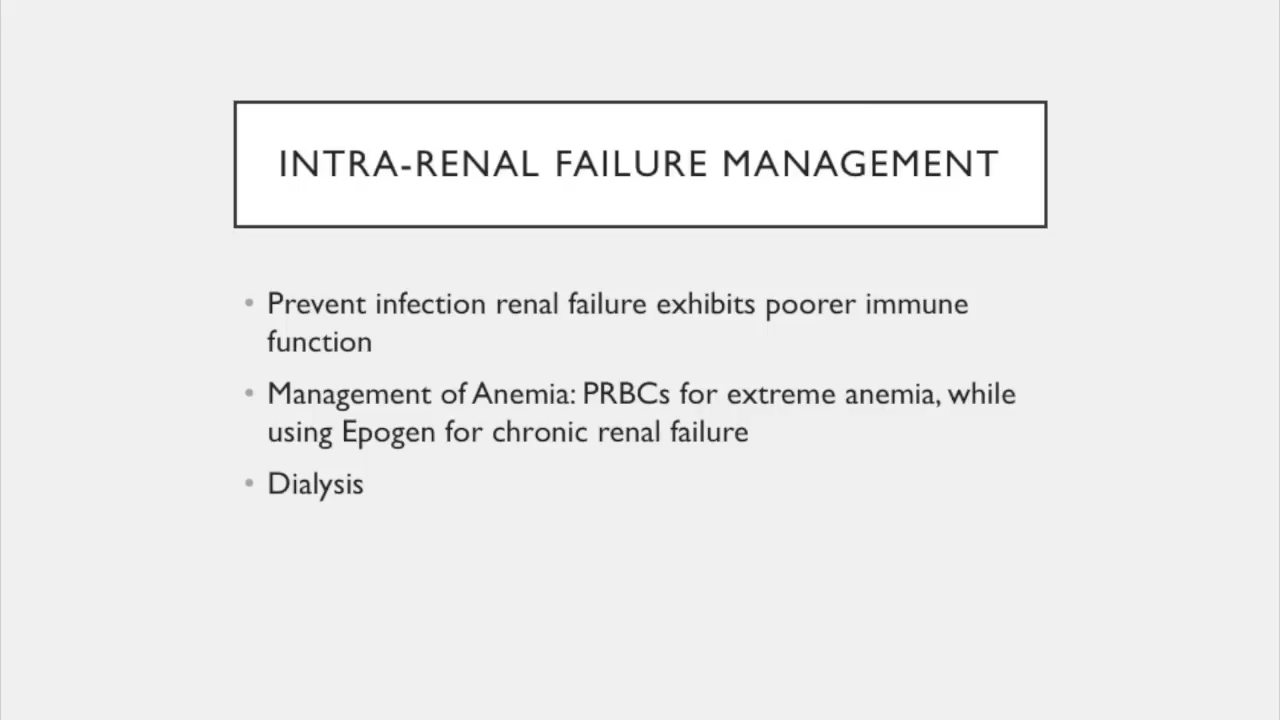 INTRA-RENAL FAILURE MANAGEMENT
• Prevent infection renal failure exhibits poorer immune
function
• Management of Anemia: PRBCs for extreme anemia, while
using Epogen for chronic renal failure
• Dialysis